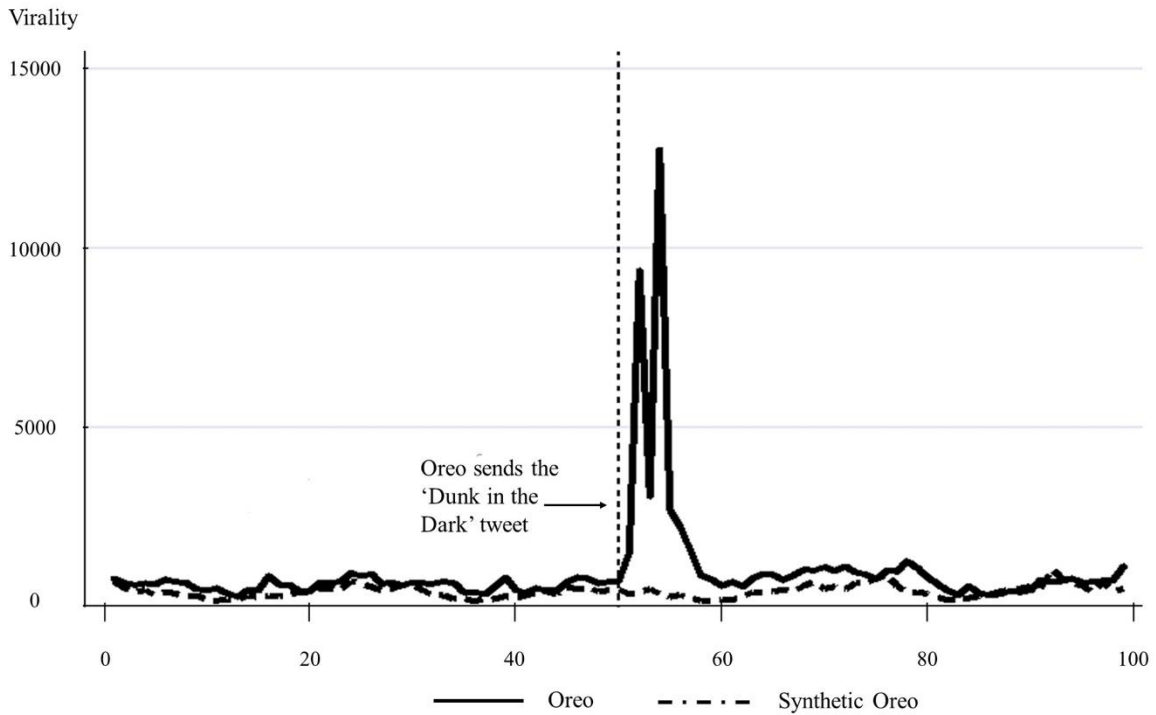 Virality
15000
10000
5000
0
Oreo sends the
‘Dunk in the
Dark’ tweet
0 20 40 60 80 100
Oreo Synthetic Oreo